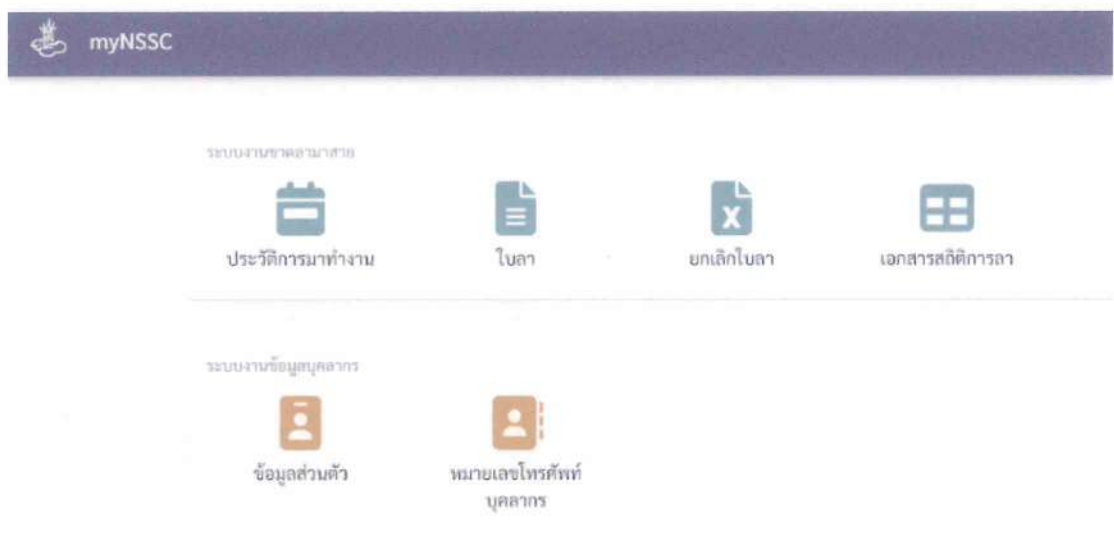 myNSSC
ระบบงานขาดลามาสาย
ประวัติการมาทำงาน
ใบลา
ยกเลิกใบลา
เอกสารสถิติการลา
ระบบงานข้อมูลบุคลากร
ข้อมูลส่วนตัว
หมายเลขโทรศัพท์
บุคลากร